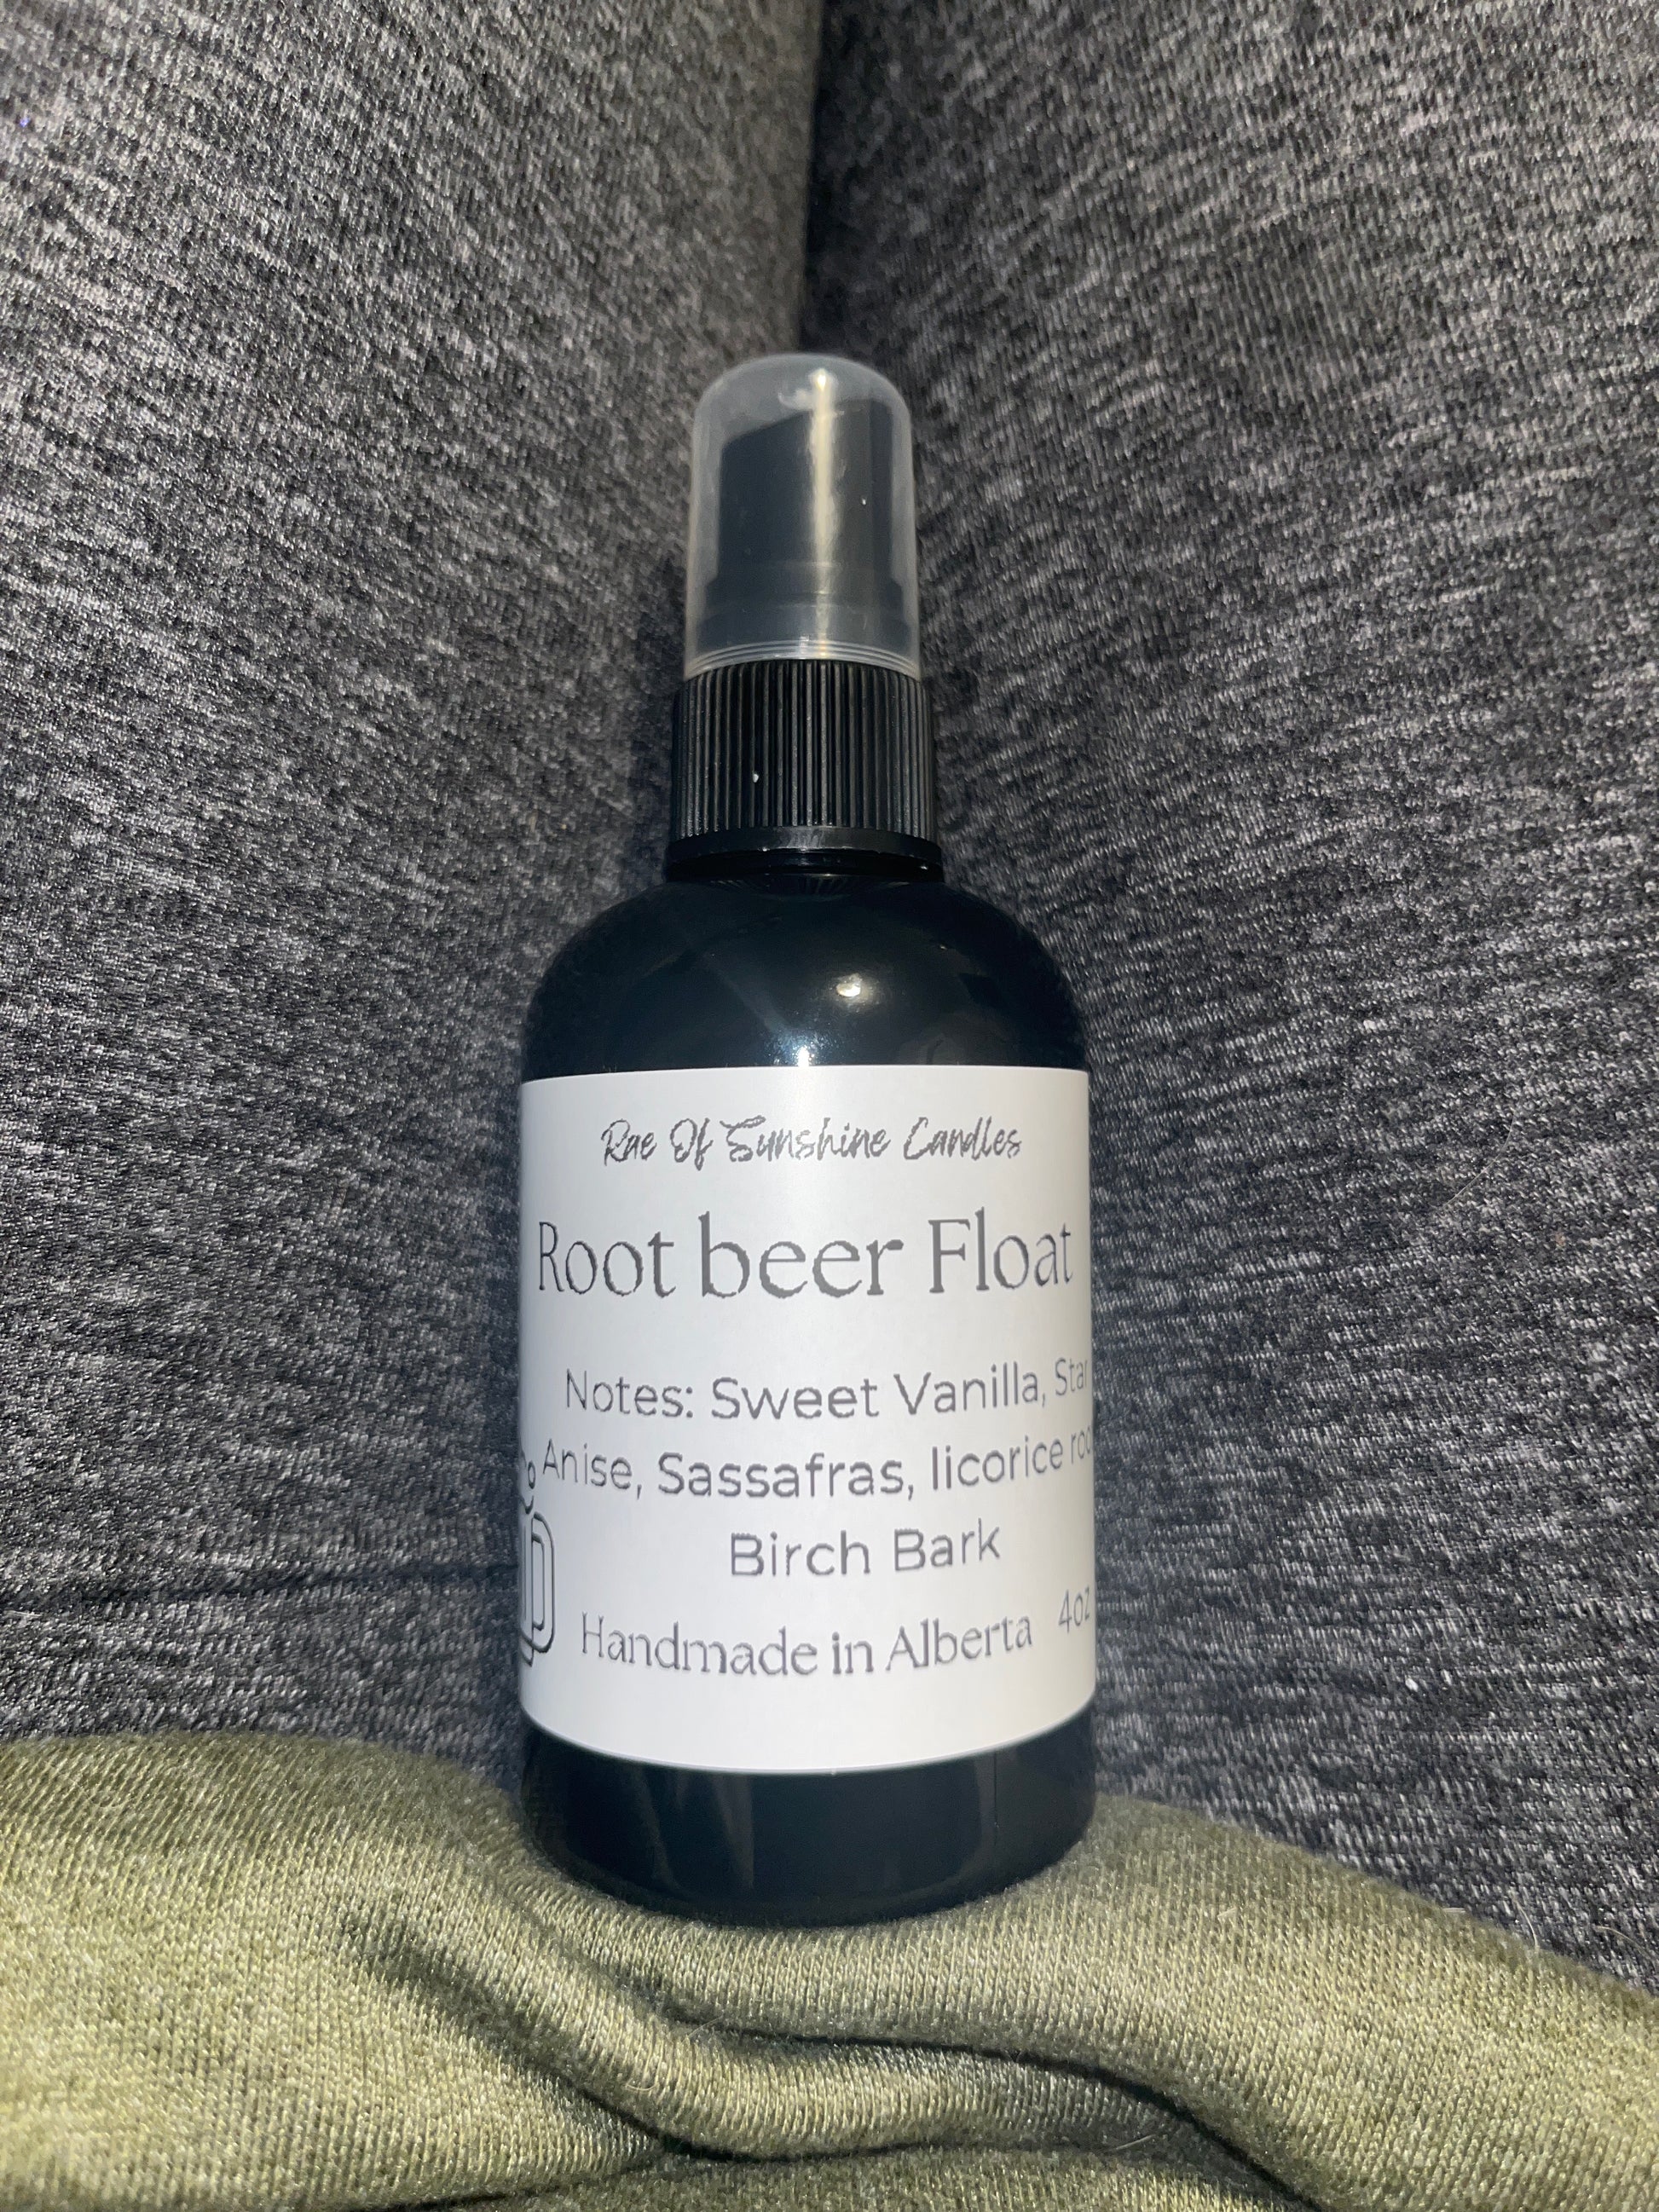 Rae Of Sunshine Candles
Root beer Float
Notes: Sweet Vanilla, Star
Anise, Sassafras, licorice roo
Birch Bark
Handmade in Alberta 4oz